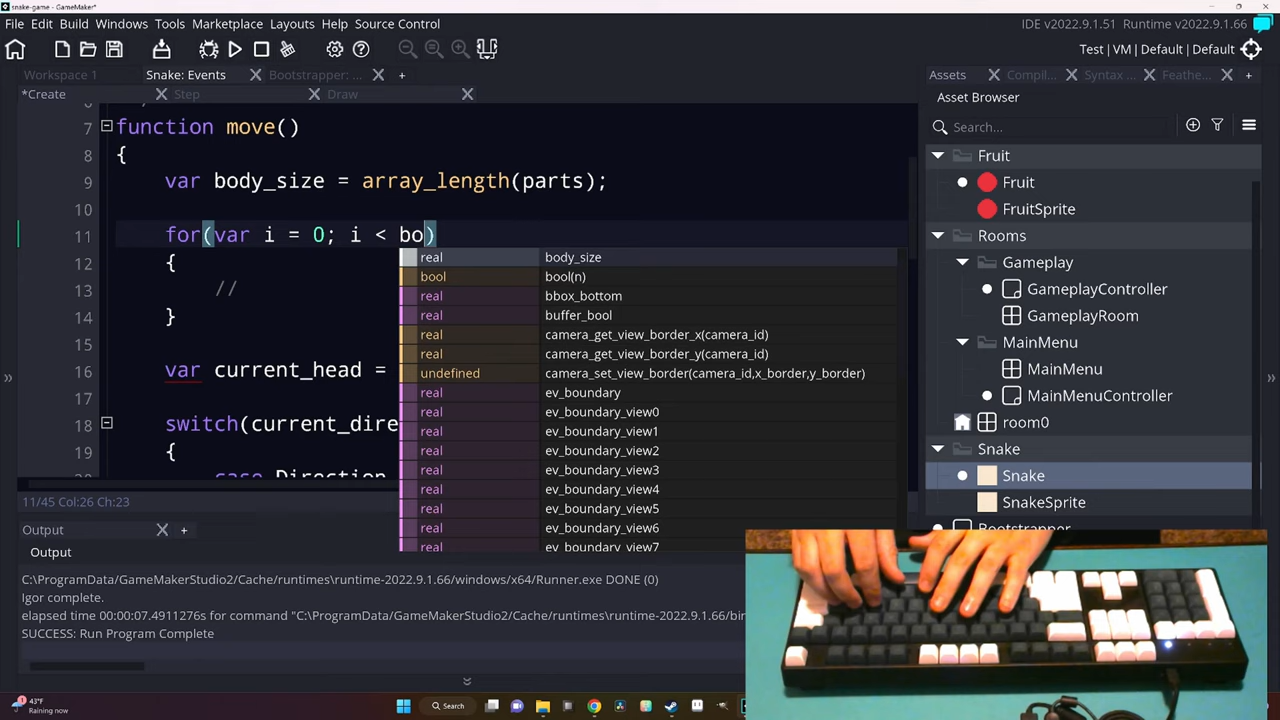 *snake-game - GameMaker*
File Edit Build Windows Tools Marketplace Layouts Help Source Control
IDE v2022.9.1.51 Runtime v2022.9.1.66
Test | VM | Default | Default
Workspace 1 Snake: Events Bootstrapper: ... +
*Create Step Draw
7 function move()
8 {
9 var body_size = array_length(parts);
10
11 for(var i = 0; i < bo)
12 {
13 //
14 }
15
16 var current_head =
17
18 switch(current_dire
19 {
20 case Direction
real body_size
bool bool(n)
real bbox_bottom
real buffer_bool
real camera_get_view_border_x(camera_id)
real camera_get_view_border_y(camera_id)
undefined camera_set_view_border(camera_id,x_border,y_border)
real ev_boundary
real ev_boundary_view0
real ev_boundary_view1
real ev_boundary_view2
real ev_boundary_view3
real ev_boundary_view4
real ev_boundary_view5
real ev_boundary_view6
real ev_boundary_view7
11/45 Col:26 Ch:23
Output +
Output
C:\ProgramData/GameMakerStudio2/Cache/runtimes\runtime-2022.9.1.66/windows/x64/Runner.exe DONE (0)
Igor complete.
elapsed time 00:00:07.4911276s for command "C:\ProgramData/GameMakerStudio2/Cache/runtimes\runtime-2022.9.1.66/bin
SUCCESS: Run Program Complete
Assets Compil... Syntax ... Feathe... +
Asset Browser
Search...
Fruit
Fruit
FruitSprite
Rooms
Gameplay
GameplayController
GameplayRoom
MainMenu
MainMenu
MainMenuController
room0
Snake
Snake
SnakeSprite
Bootstrapper
43°F
Raining now
Search